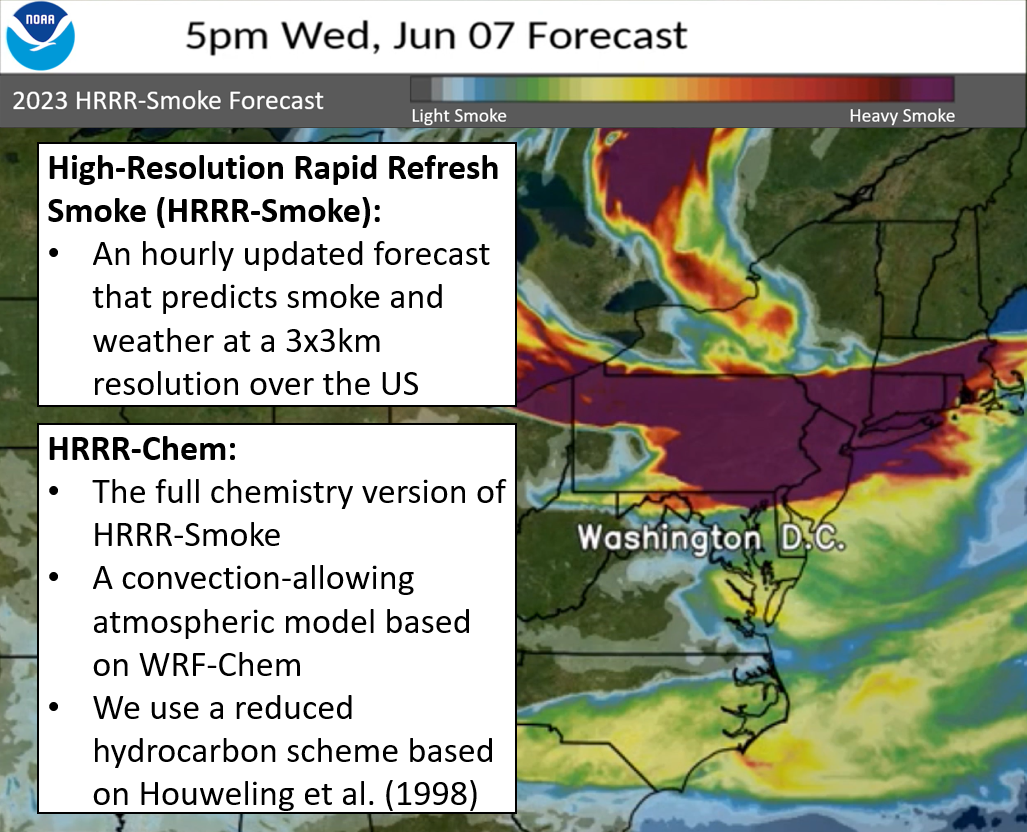 NOAA
5pm Wed, Jun 07 Forecast
2023 HRRR-Smoke Forecast
Light Smoke
Heavy Smoke
High-Resolution Rapid Refresh
Smoke (HRRR-Smoke):
• An hourly updated forecast
that predicts smoke and
weather at a 3x3km
resolution over the US
HRRR-Chem:
• The full chemistry version of
HRRR-Smoke
• A convection-allowing
atmospheric model based
on WRF-Chem
• We use a reduced
hydrocarbon scheme based
on Houweling et al. (1998)
Washington D.C.